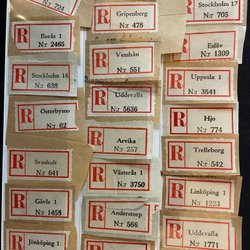 724
R Borås 1
Nr 2465
R Stockholm 16
Nr 638
R Österbymo
Nr 62
R Svinhult
Nr 641
R Gävle 1
Nr 1458
R Jönköping 1
R Gripenberg
Nr 478
R Vernhän
Nr 551
R Uddevalla
Nr 5636
R Arvika
Nr 257
R Västerås 1
Nr 3750
R Anderstorp
Nr 566
R
R Stockholm 17
Nr 705
R Eslöv
Nr 1309
R Uppsala 1
Nr 3541
R Hjo
Nr 774
R Trelleborg
Nr 542
R Linköping 1
Nr 1223
R Uddevalla
Nr 1771